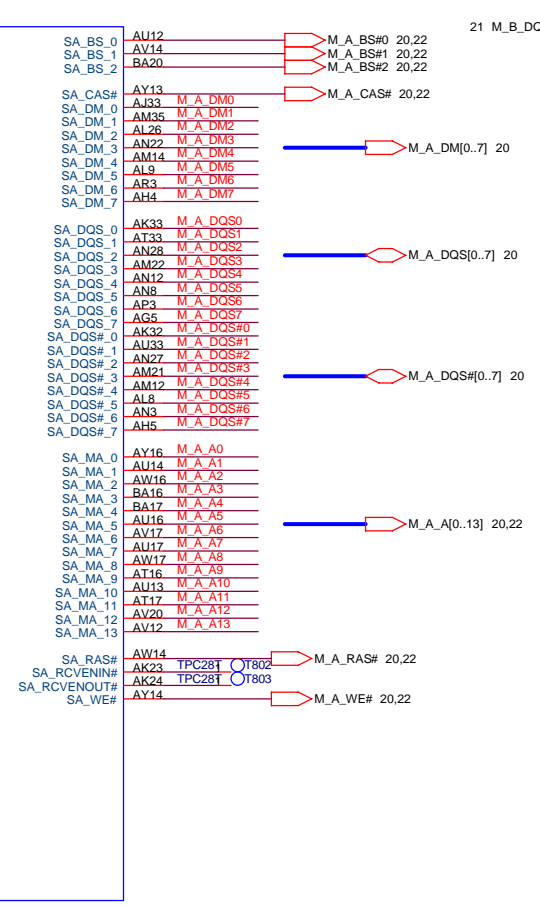 21 M_B_DQ
SA_BS_0 AU12 M_A_BS#0 20,22
SA_BS_1 AV14 M_A_BS#1 20,22
SA_BS_2 BA20 M_A_BS#2 20,22
SA_CAS# AY13 M_A_CAS# 20,22
SA_DM_0 AJ33 M_A_DM0
SA_DM_1 AM35 M_A_DM1
SA_DM_2 AL26 M_A_DM2
SA_DM_3 AN22 M_A_DM3 M_A_DM[0..7] 20
SA_DM_4 AM14 M_A_DM4
SA_DM_5 AL9 M_A_DM5
SA_DM_6 AR3 M_A_DM6
SA_DM_7 AH4 M_A_DM7
SA_DQS_0 AK33 M_A_DQS0
SA_DQS_1 AT33 M_A_DQS1
SA_DQS_2 AN28 M_A_DQS2 M_A_DQS[0..7] 20
SA_DQS_3 AM22 M_A_DQS3
SA_DQS_4 AN12 M_A_DQS4
SA_DQS_5 AN8 M_A_DQS5
SA_DQS_6 AP3 M_A_DQS6
SA_DQS_7 AG5 M_A_DQS7
SA_DQS#_0 AK32 M_A_DQS#0
SA_DQS#_1 AU33 M_A_DQS#1
SA_DQS#_2 AN27 M_A_DQS#2
SA_DQS#_3 AM21 M_A_DQS#3 M_A_DQS#[0..7] 20
SA_DQS#_4 AM12 M_A_DQS#4
SA_DQS#_5 AL8 M_A_DQS#5
SA_DQS#_6 AN3 M_A_DQS#6
SA_DQS#_7 AH5 M_A_DQS#7
SA_MA_0 AY16 M_A_A0
SA_MA_1 AU14 M_A_A1
SA_MA_2 AW16 M_A_A2
SA_MA_3 BA16 M_A_A3
SA_MA_4 BA17 M_A_A4
SA_MA_5 AU16 M_A_A5 M_A_A[0..13] 20,22
SA_MA_6 AV17 M_A_A6
SA_MA_7 AU17 M_A_A7
SA_MA_8 AW17 M_A_A8
SA_MA_9 AT16 M_A_A9
SA_MA_10 AU13 M_A_A10
SA_MA_11 AT17 M_A_A11
SA_MA_12 AV20 M_A_A12
SA_MA_13 AV12 M_A_A13
SA_RAS# AW14 M_A_RAS# 20,22
SA_RCVENIN# AK23 TPC28T 1 T802
SA_RCVENOUT# AK24 TPC28T 1 T803
SA_WE# AY14 M_A_WE# 20,22